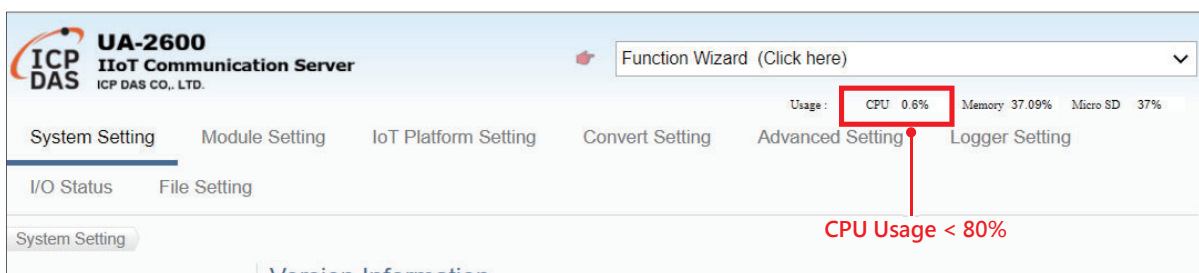 ICP
DAS
UA-2600
IIoT Communication Server
ICP DAS CO,. LTD.
Function Wizard (Click here)
Usage : CPU 0.6% Memory 37.09% Micro SD 37%
System Setting Module Setting IoT Platform Setting Convert Setting Advanced Setting Logger Setting
I/O Status File Setting
CPU Usage < 80%
System Setting
Version Information